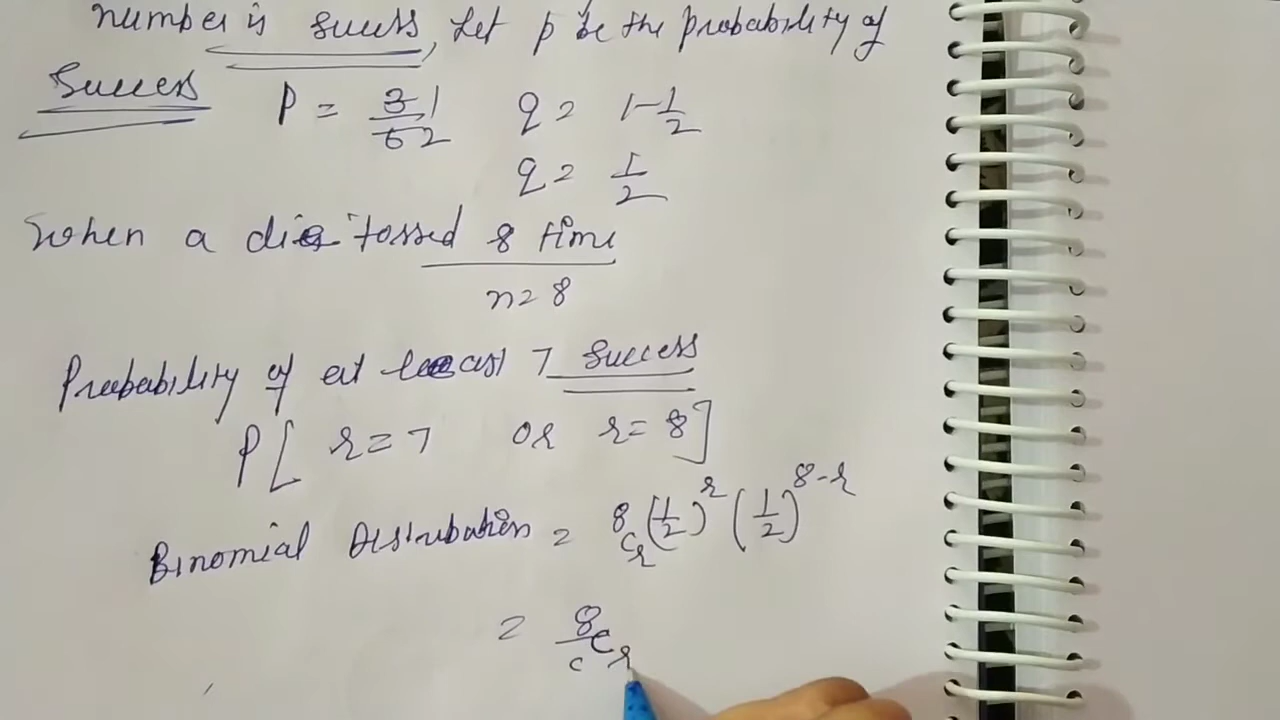 number is success, Let p be the probability of
Success P = 3/6 1/2 q = 1-1/2
q = 1/2
When a die tossed 8 time
n = 8
Probability of at least 7 success
P[ r = 7 or r = 8]
Binomial Distribution = 8Cr (1/2)^r (1/2)^8-r
= 8Cr